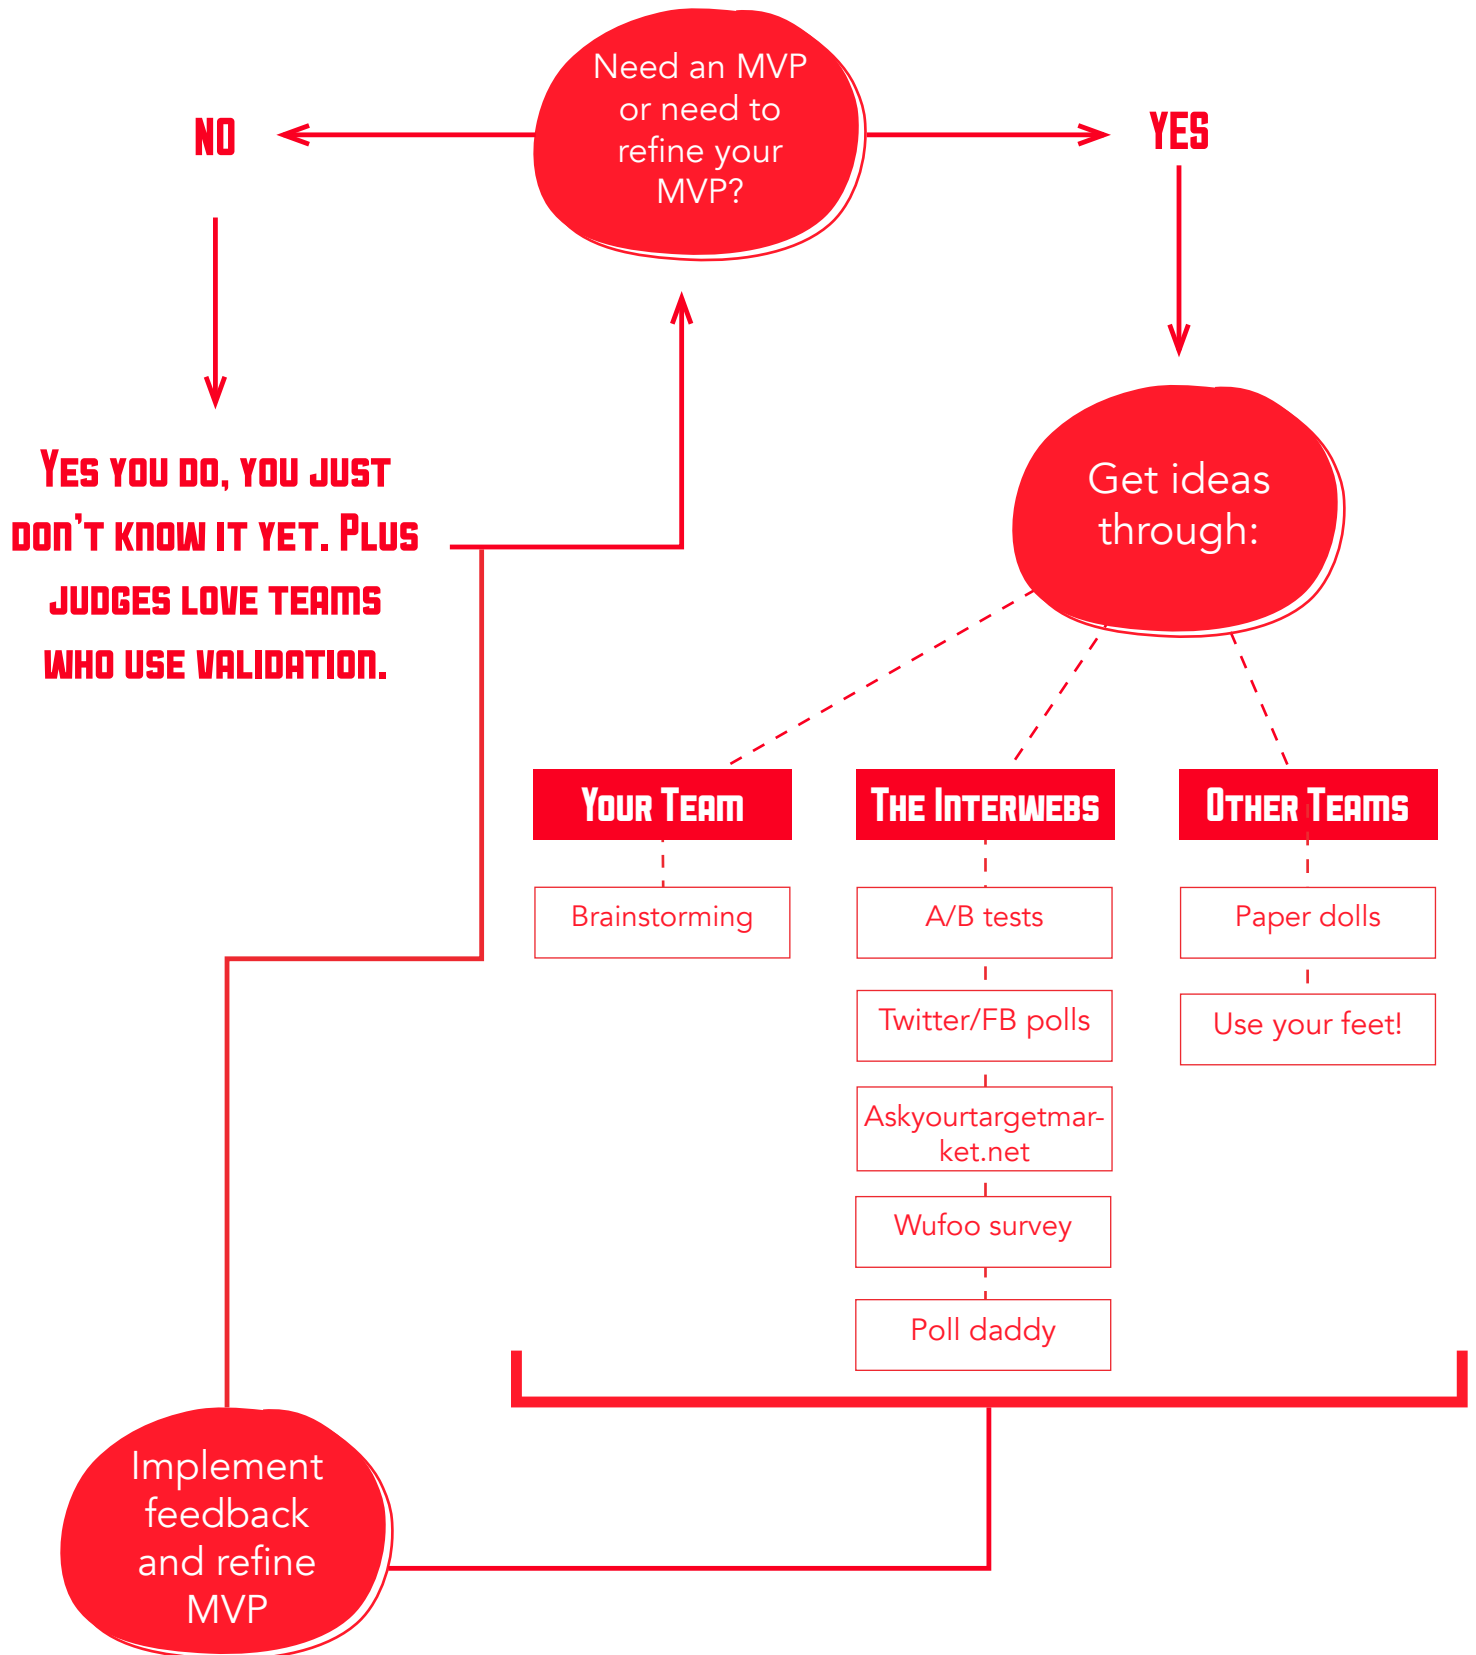 Need an MVP
or need to
refine your
MVP?
NO
YES
Yes you do, you just
don't know it yet. Plus
judges love teams
who use validation.
Get ideas
through:
Your Team
The Interwebs
Other Teams
Brainstorming
A/B tests
Twitter/FB polls
Askyourtargetmar-
ket.net
Wufoo survey
Poll daddy
Paper dolls
Use your feet!
Implement
feedback
and refine
MVP